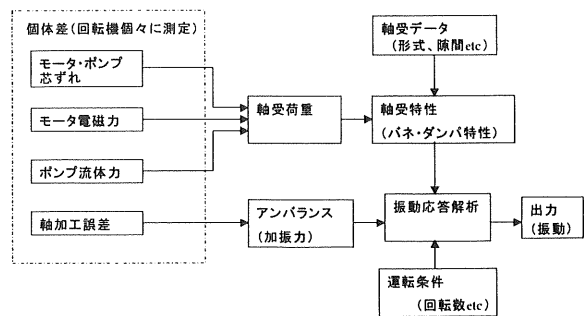 個体差(回転機個々に測定)
モータ・ポンプ
芯ずれ
モータ電磁力
ポンプ流体力
軸加工誤差
軸受荷重
アンバランス
(加振力)
軸受データ
(形式、隙間etc)
軸受特性
(バネ・ダンパ特性)
振動応答解析
運転条件
(回転数etc)
出力
(振動)